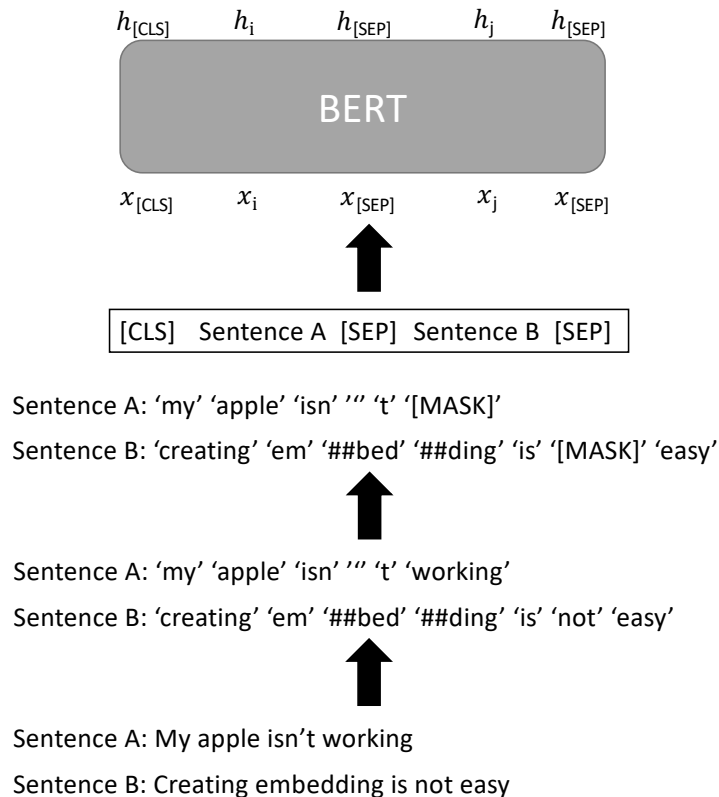 h[CLS] hi h[SEP] hj h[SEP]
BERT
x[CLS] xi x[SEP] xj x[SEP]
[CLS] Sentence A [SEP] Sentence B [SEP]
Sentence A: ‘my’ ‘apple’ ‘isn’ ’‘’ ‘t’ ‘[MASK]’
Sentence B: ‘creating’ ‘em’ ‘##bed’ ‘##ding’ ‘is’ ‘[MASK]’ ‘easy’
Sentence A: ‘my’ ‘apple’ ‘isn’ ’‘’ ‘t’ ‘working’
Sentence B: ‘creating’ ‘em’ ‘##bed’ ‘##ding’ ‘is’ ‘not’ ‘easy’
Sentence A: My apple isn’t working
Sentence B: Creating embedding is not easy